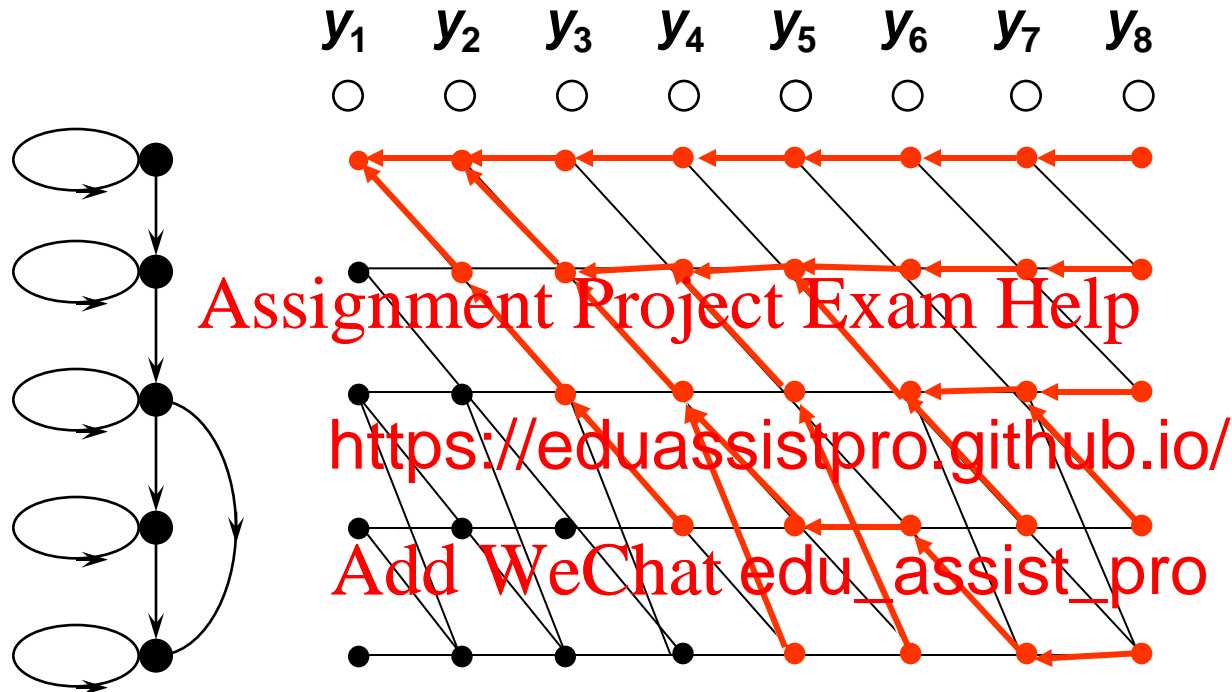 y1 y2 y3 y4 y5 y6 y7 y8
Assignment Project Exam Help
https://eduassistpro.github.io/
Add WeChat edu_assist_pro